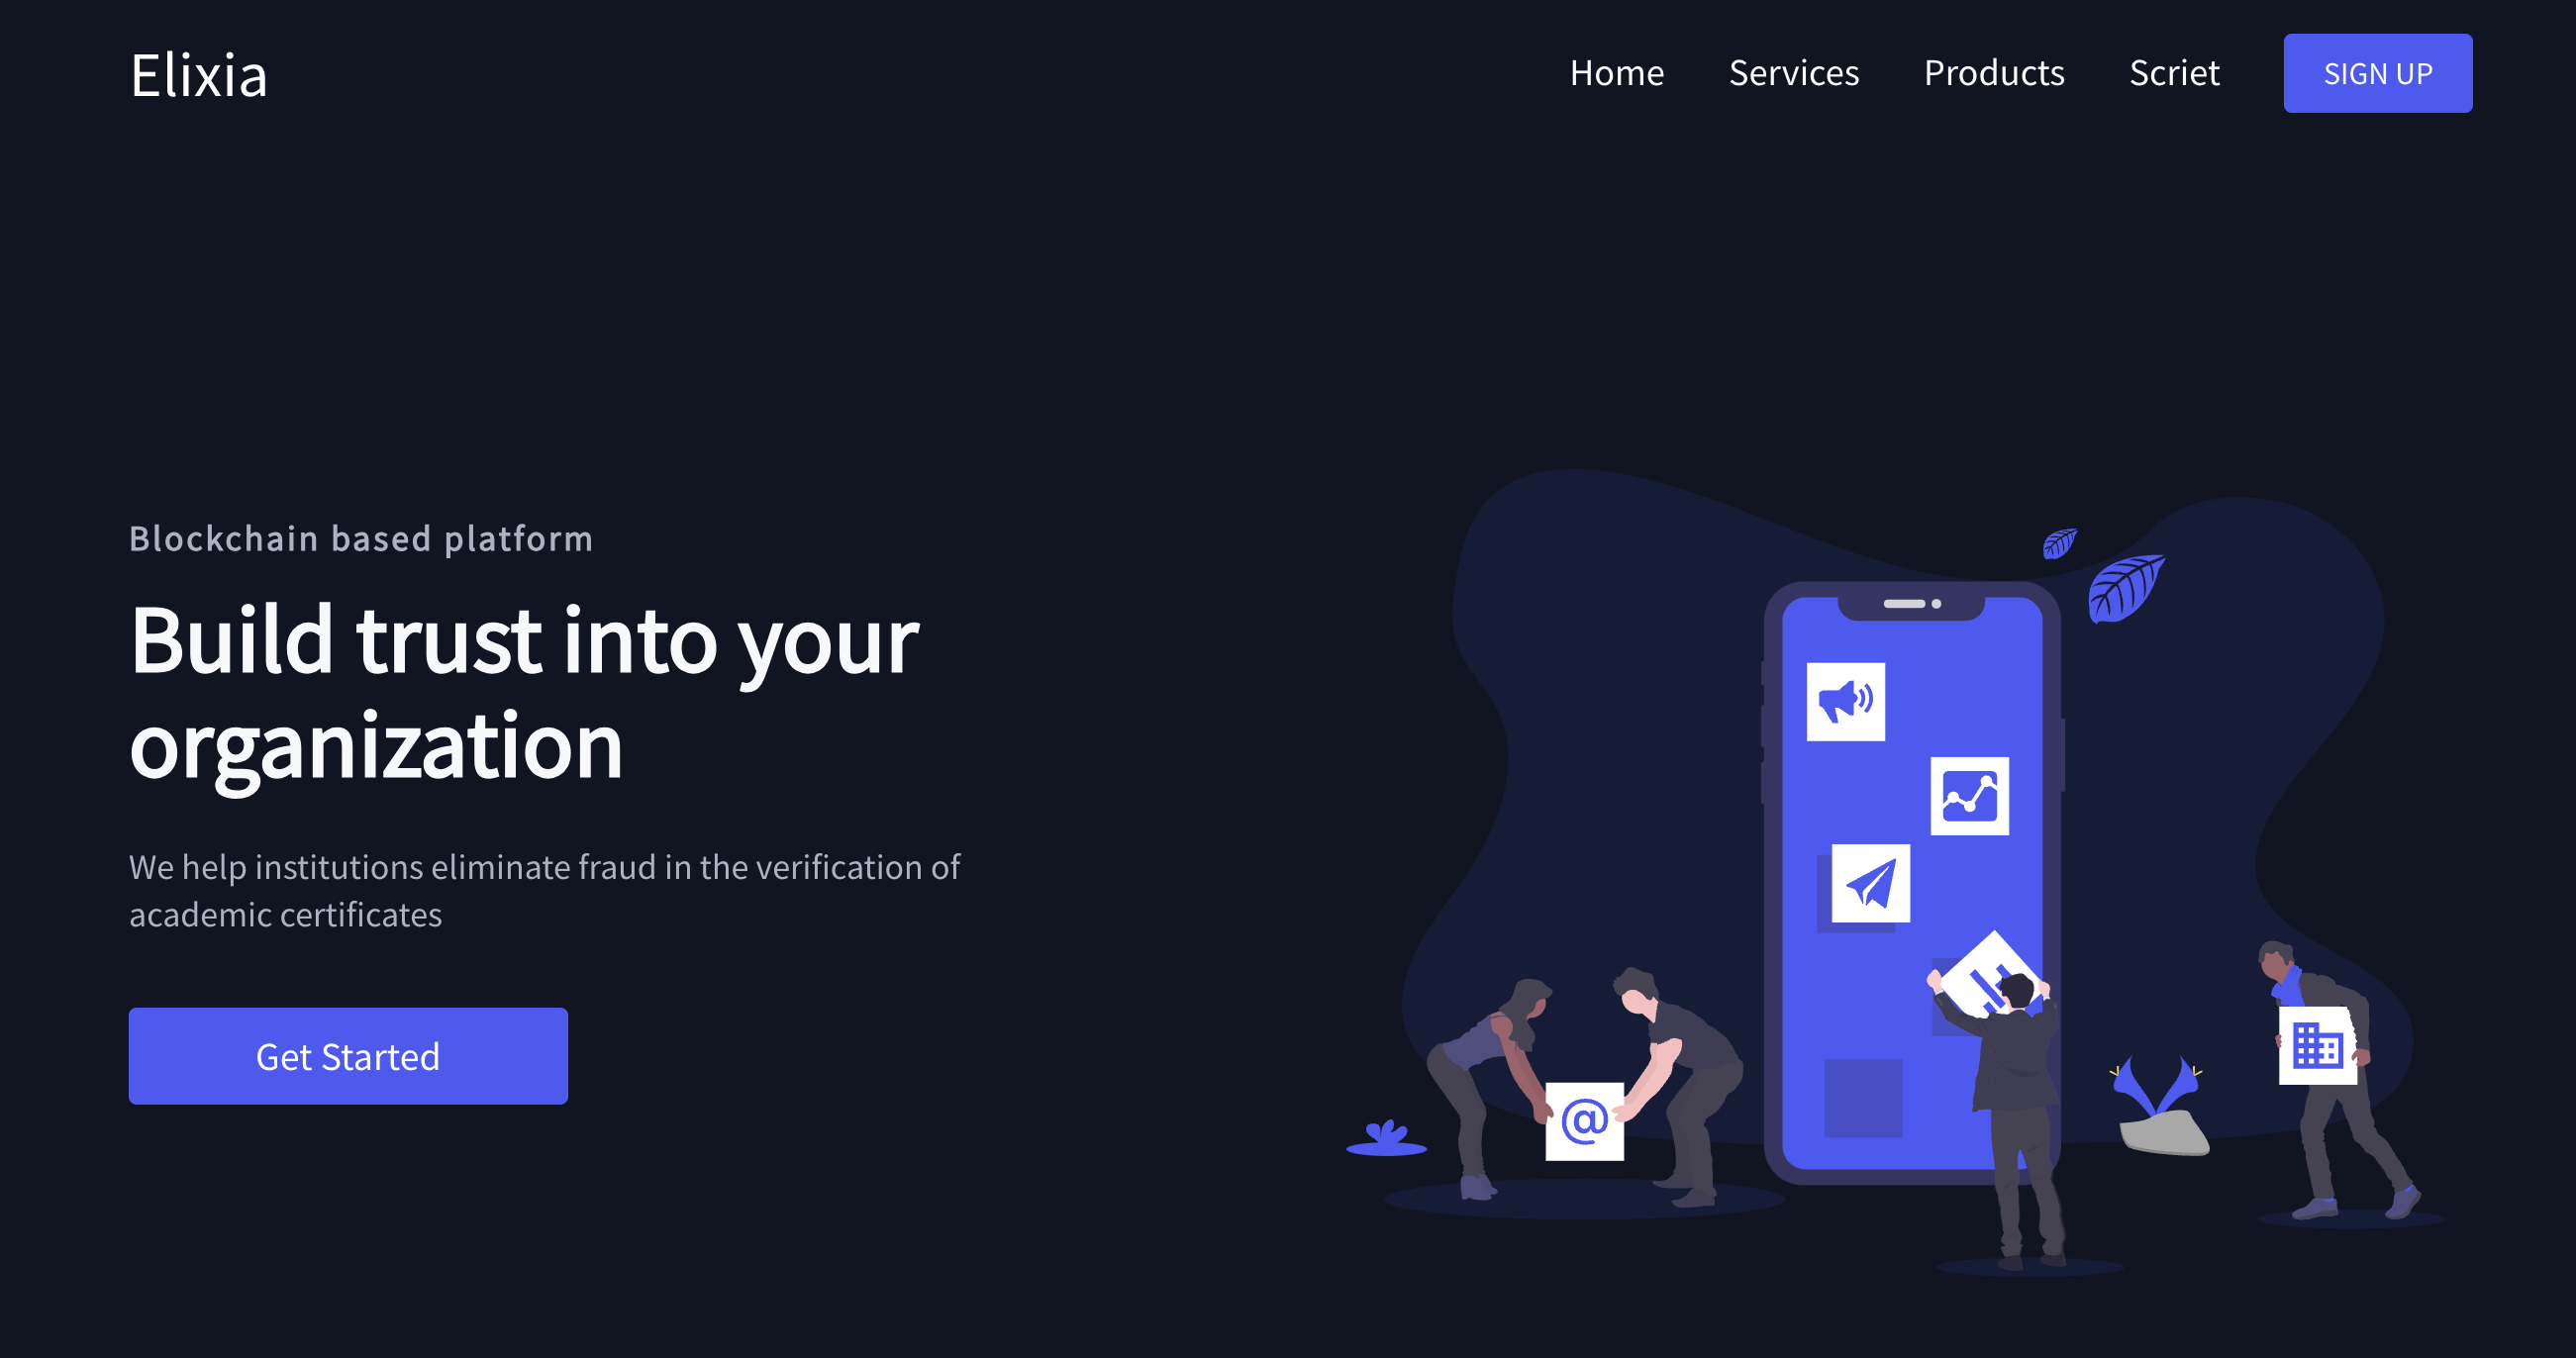 Elixia
Home Services Products Scriet SIGN UP
Blockchain based platform
Build trust into your
organization
We help institutions eliminate fraud in the verification of
academic certificates
Get Started
@